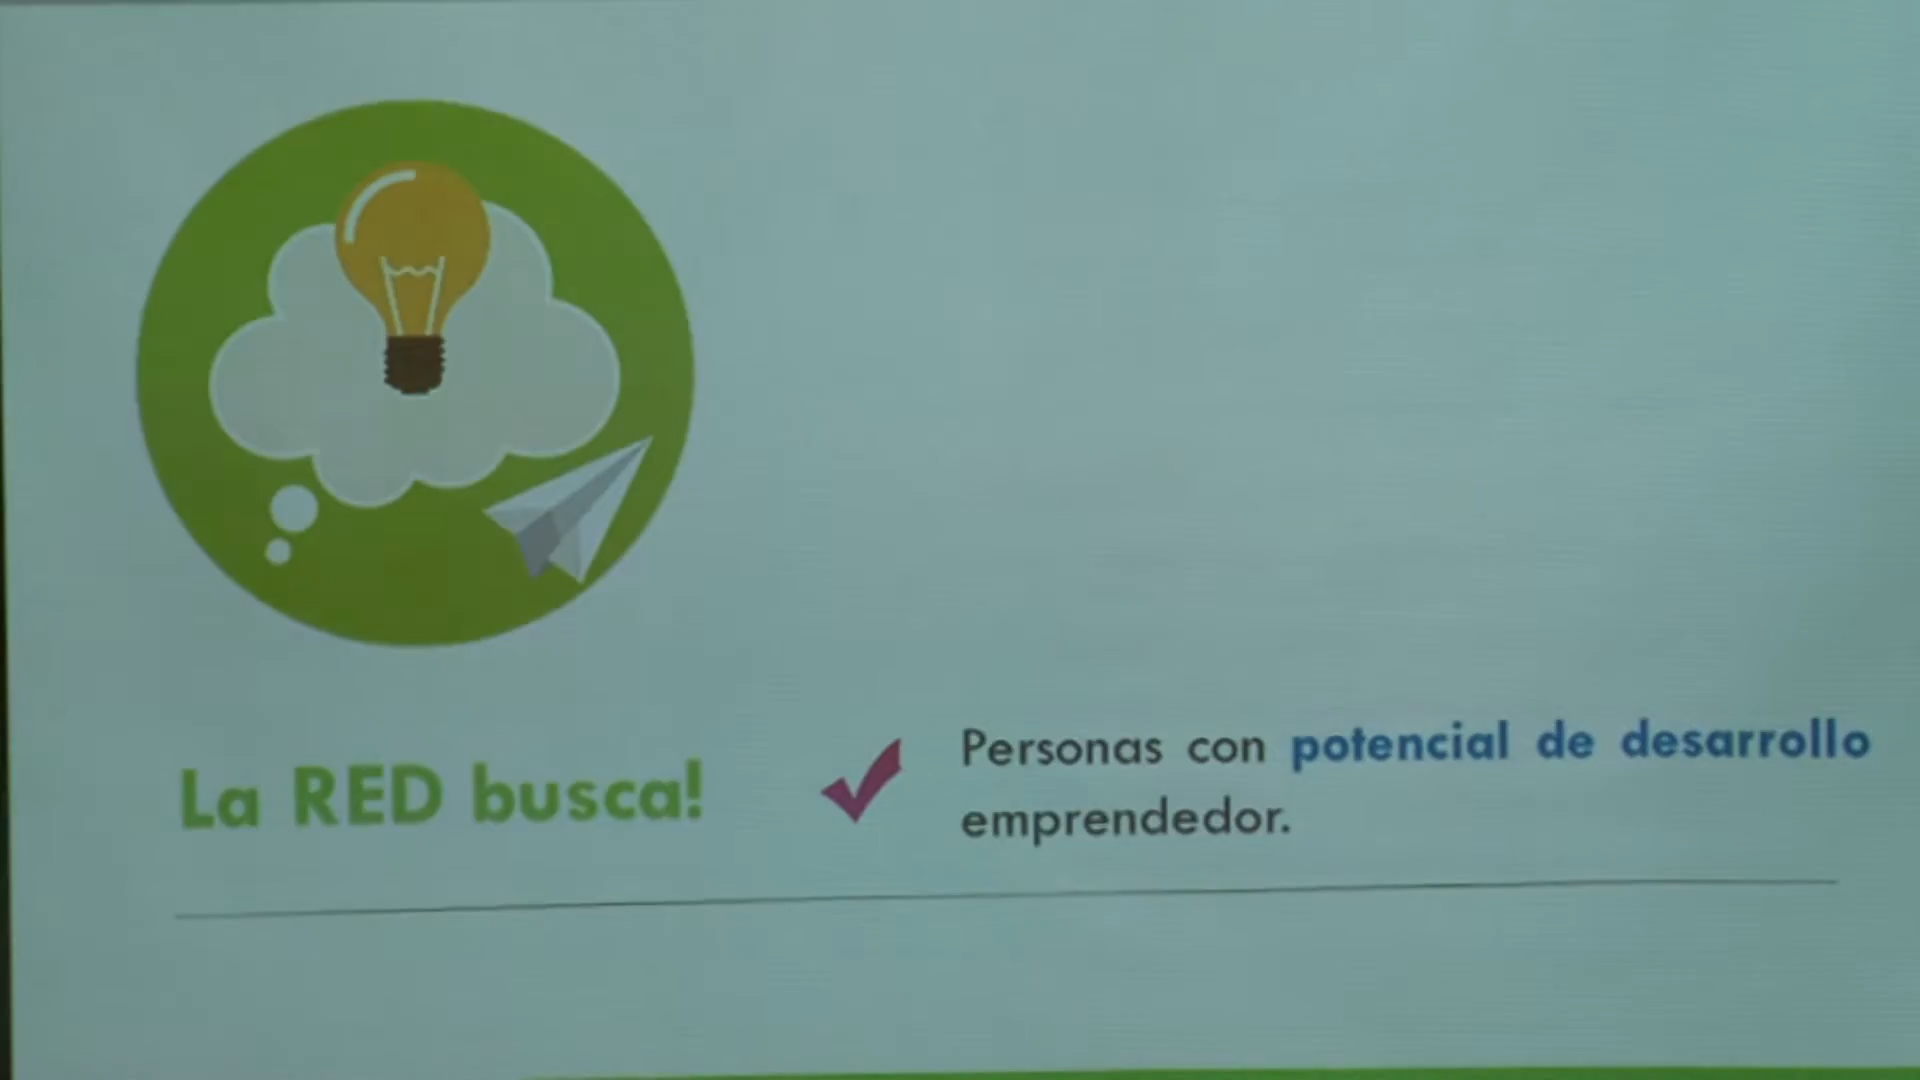 La RED busca!
Personas con potencial de desarrollo
emprendedor.